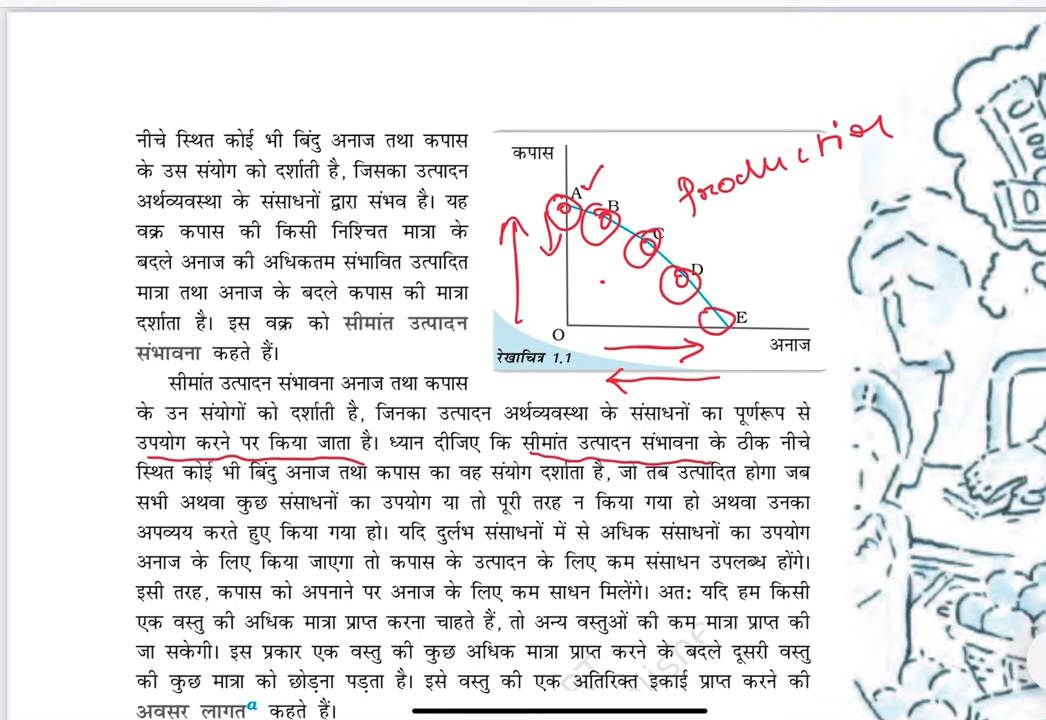 नीचे स्थित कोई भी बिंदु अनाज तथा कपास
के उस संयोग को दर्शाती है, जिसका उत्पादन
अर्थव्यवस्था के संसाधनों द्वारा संभव है। यह
वक्र कपास की किसी निश्चित मात्रा के
बदले अनाज की अधिकतम संभावित उत्पादित
मात्रा तथा अनाज के बदले कपास की मात्रा
दर्शाता है। इस वक्र को सीमांत उत्पादन
संभावना कहते हैं।
कपास
Production
A
B
C
D
E
O
अनाज
रेखाचित्र 1.1
सीमांत उत्पादन संभावना अनाज तथा कपास
के उन संयोगों को दर्शाती है, जिनका उत्पादन अर्थव्यवस्था के संसाधनों का पूर्णरूप से
उपयोग करने पर किया जाता है। ध्यान दीजिए कि सीमांत उत्पादन संभावना के ठीक नीचे
स्थित कोई भी बिंदु अनाज तथा कपास का वह संयोग दर्शाता है, जो तब उत्पादित होगा जब
सभी अथवा कुछ संसाधनों का उपयोग या तो पूरी तरह न किया गया हो अथवा उनका
अपव्यय करते हुए किया गया हो। यदि दुर्लभ संसाधनों में से अधिक संसाधनों का उपयोग
अनाज के लिए किया जाएगा तो कपास के उत्पादन के लिए कम संसाधन उपलब्ध होंगे।
इसी तरह, कपास को अपनाने पर अनाज के लिए कम साधन मिलेंगे। अतः यदि हम किसी
एक वस्तु की अधिक मात्रा प्राप्त करना चाहते हैं, तो अन्य वस्तुओं की कम मात्रा प्राप्त की
जा सकेगी। इस प्रकार एक वस्तु की कुछ अधिक मात्रा प्राप्त करने के बदले दूसरी वस्तु
की कुछ मात्रा को छोड़ना पड़ता है। इसे वस्तु की एक अतिरिक्त इकाई प्राप्त करने की
अवसर लागतª कहते हैं।